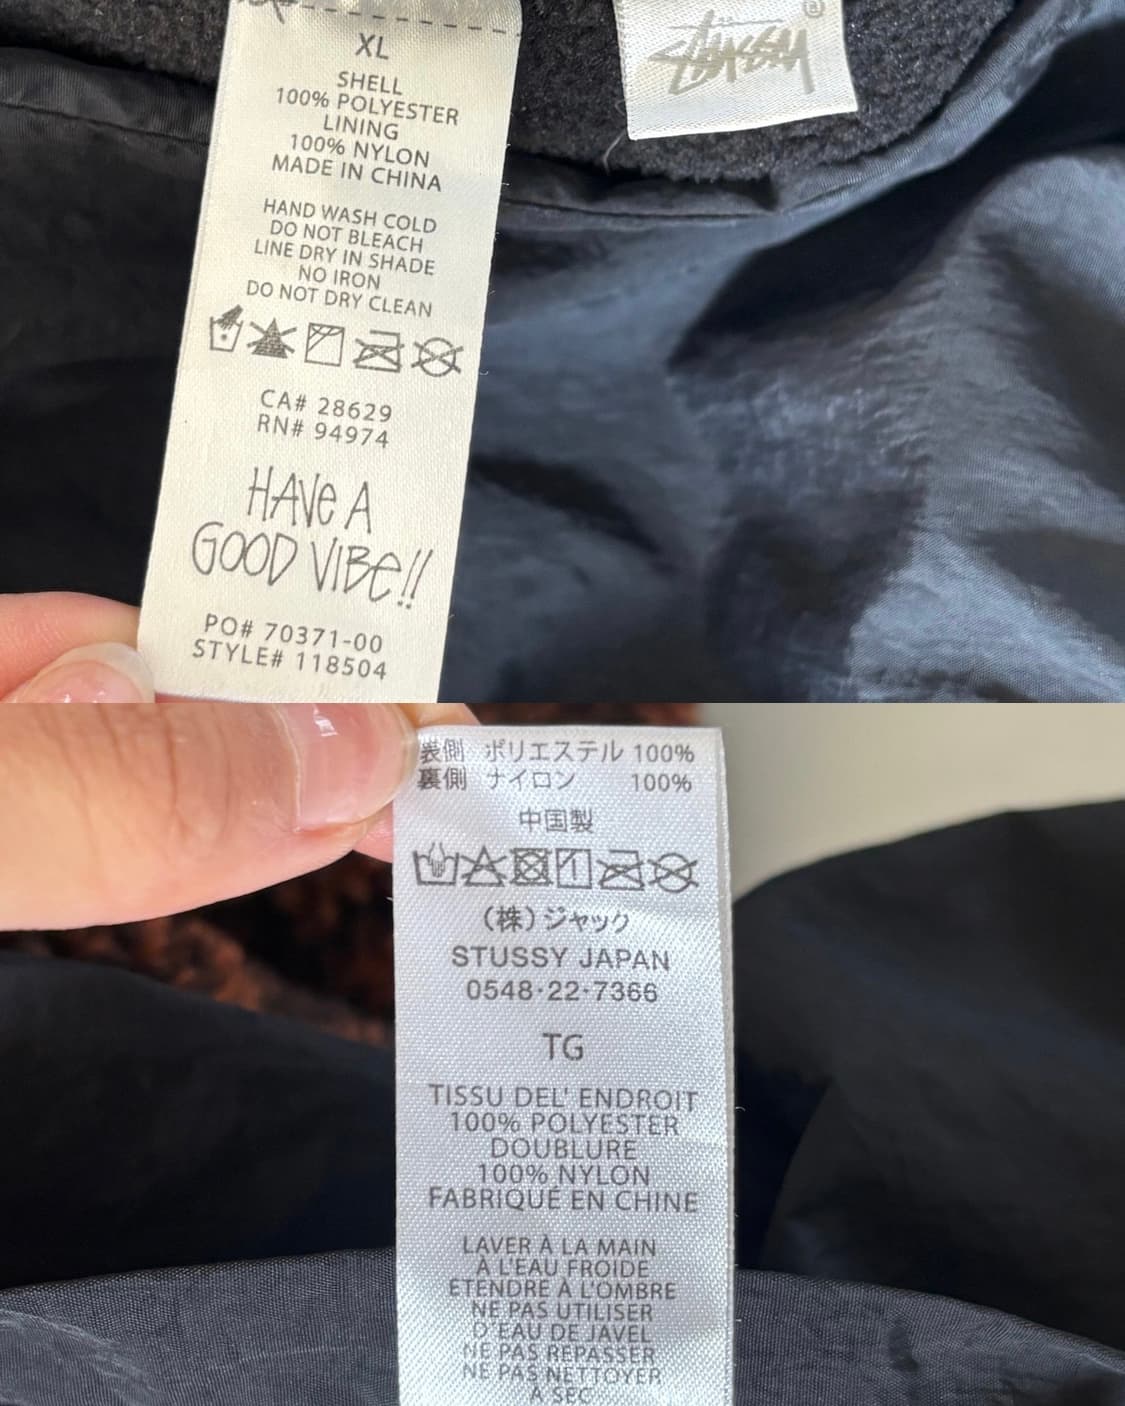 XL
SHELL
100% POLYESTER
LINING
100% NYLON
MADE IN CHINA
HAND WASH COLD
DO NOT BLEACH
LINE DRY IN SHADE
NO IRON
DO NOT DRY CLEAN
CA# 28629
RN# 94974
HAVE A
GOOD VIBE!!
PO# 70371-00
STYLE# 118504
Stüssy®
表側 ポリエステル 100%
裏側 ナイロン 100%
中国製
(株)ジャック
STUSSY JAPAN
0548·22·7366
TG
TISSU DEL' ENDROIT
100% POLYESTER
DOUBLURE
100% NYLON
FABRIQUÉ EN CHINE
LAVER À LA MAIN
À L'EAU FROIDE
ETENDRE À L'OMBRE
NE PAS UTILISER
D'EAU DE JAVEL
NE PAS REPASSER
NE PAS NETTOYER
À SEC